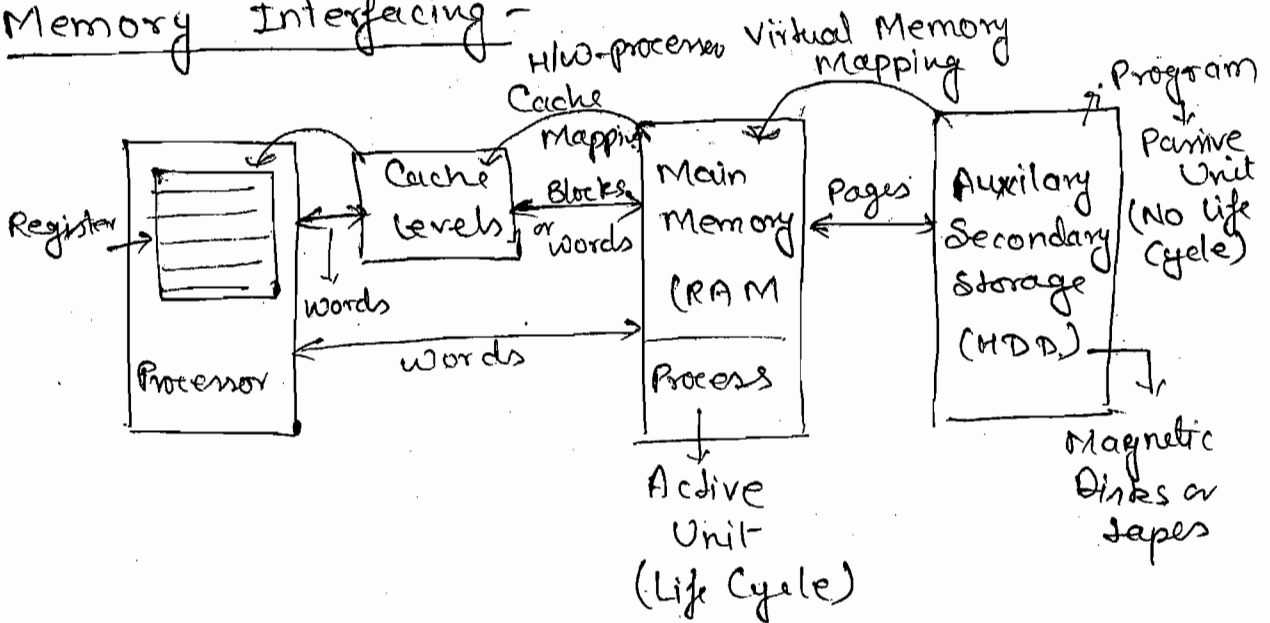 Memory Interfacing -
H/W-processeo
Cache
Mapping
Virtual Memory
Mapping
Program
Passive
Unit
(No life
Cycle)
Register
Processor
words
Cache
levels
Blocks
or
words
words
Main
Memory
(RAM
Process
Active
Unit
(Life Cycle)
Pages
Auxilary
Secondary
Storage
(HDD)
Magnetic
Disks or
Tapes